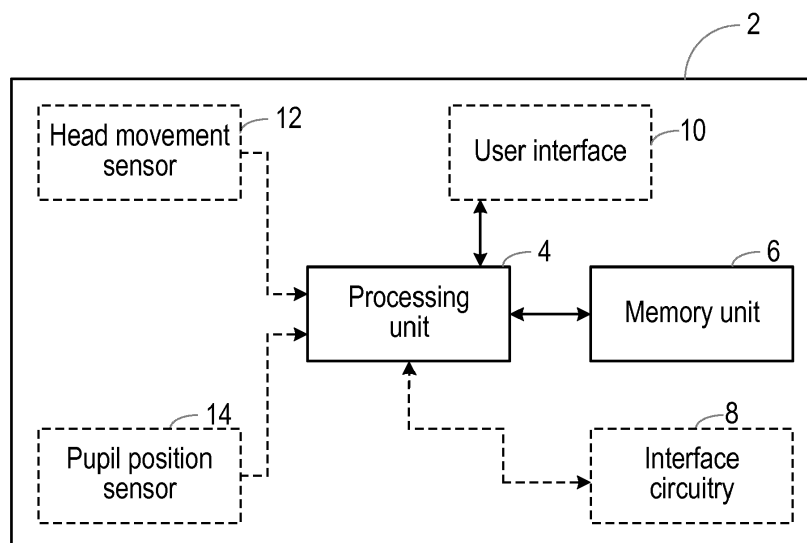 2
Head movement
sensor
12
User interface
10
Processing
unit
4
Memory unit
6
Pupil position
sensor
14
Interface
circuitry
8